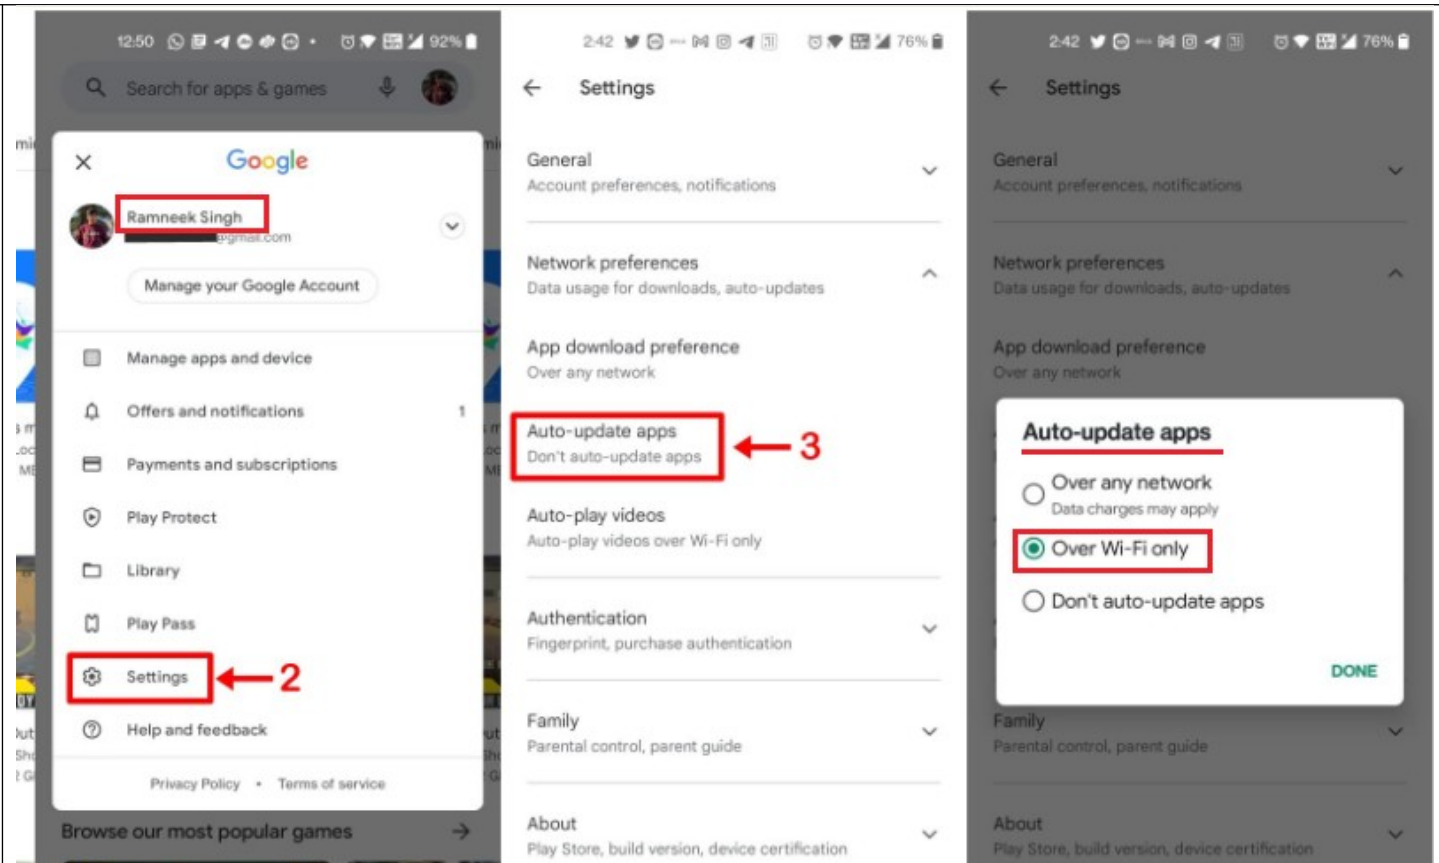 12:50
92%
Search for apps & games
Google
Ramneek Singh
@gmail.com
Manage your Google Account
Manage apps and device
Offers and notifications 1
Payments and subscriptions
Play Protect
Library
Play Pass
Settings
2
Help and feedback
Privacy Policy • Terms of service
Browse our most popular games
2:42
76%
Settings
General
Account preferences, notifications
Network preferences
Data usage for downloads, auto-updates
App download preference
Over any network
Auto-update apps
Don't auto-update apps
3
Auto-play videos
Auto-play videos over Wi-Fi only
Authentication
Fingerprint, purchase authentication
Family
Parental control, parent guide
About
Play Store, build version, device certification
2:42
76%
Settings
General
Account preferences, notifications
Network preferences
Data usage for downloads, auto-updates
App download preference
Over any network
Auto-update apps
Over any network
Data charges may apply
Over Wi-Fi only
Don't auto-update apps
DONE
Family
Parental control, parent guide
About
Play Store, build version, device certification